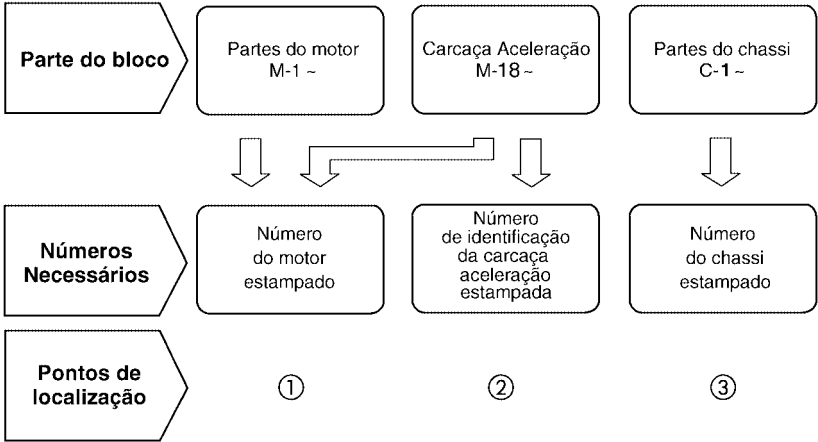 Parte do bloco
Partes do motor
M-1 ~
Carcaça Aceleração
M-18 ~
Partes do chassi
C-1 ~
Números
Necessários
Número
do motor
estampado
Número
de identificação
da carcaça
aceleração
estampada
Número
do chassi
estampado
Pontos de
localização
①
②
③